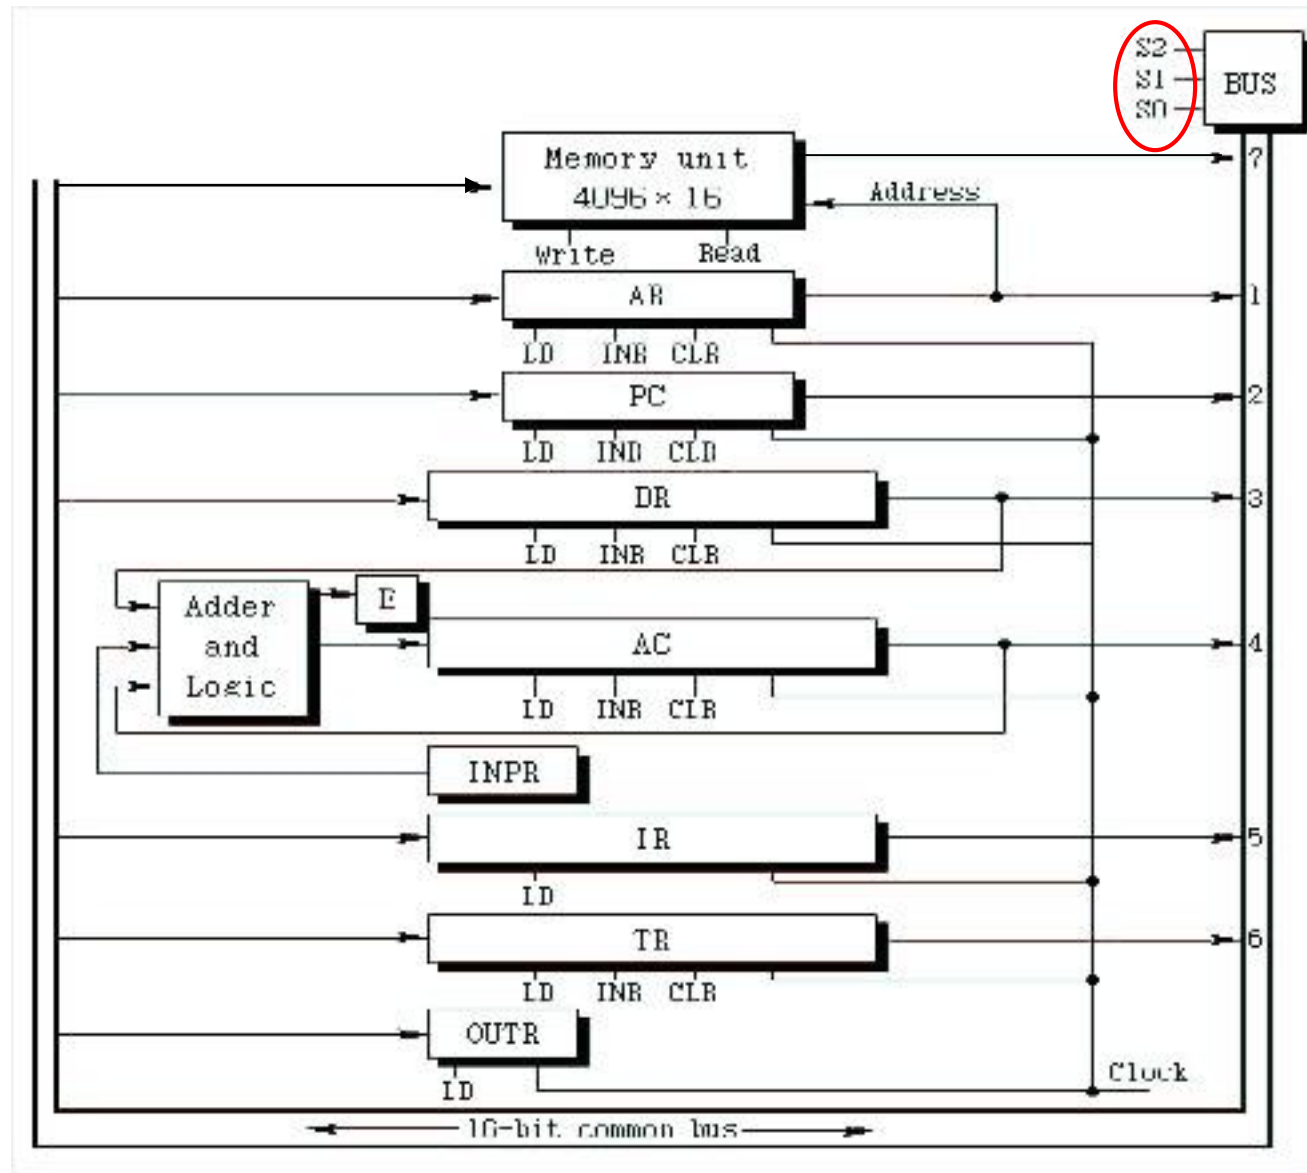 S2
S1
S0
BUS
Memory unit
4096 × 16
7
Address
Write Read
AR
1
LD INR CLR
PC
2
LD INR CLR
DR
3
LD INR CLR
Adder
and
Logic
E
AC
4
LD INR CLR
INPR
IR
5
LD
TR
6
LD INR CLR
OUTR
LD
Clock
16-bit common bus